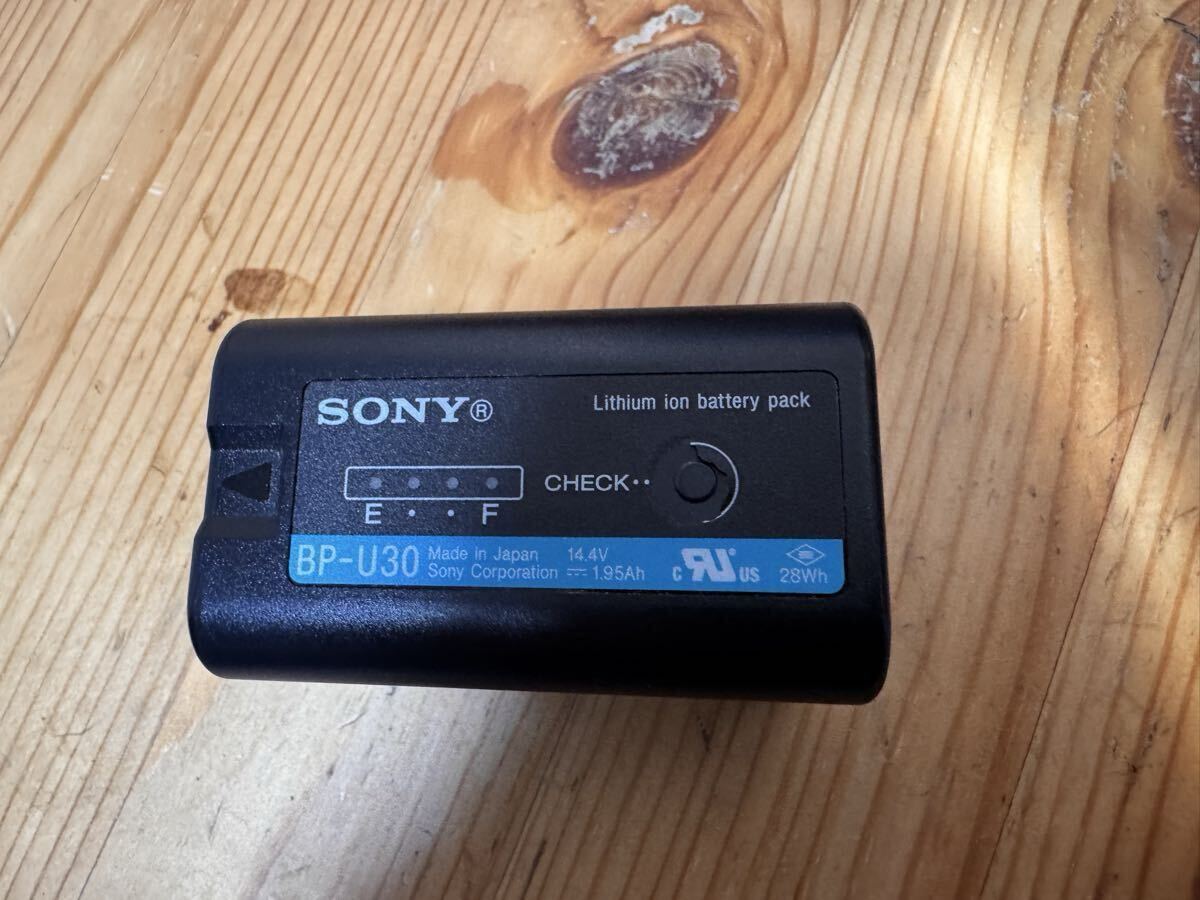 SONY®
Lithium ion battery pack
CHECK··
E · · F
BP-U30
Made in Japan
Sony Corporation
14.4V
⎓ 1.95Ah
C RU US
28Wh